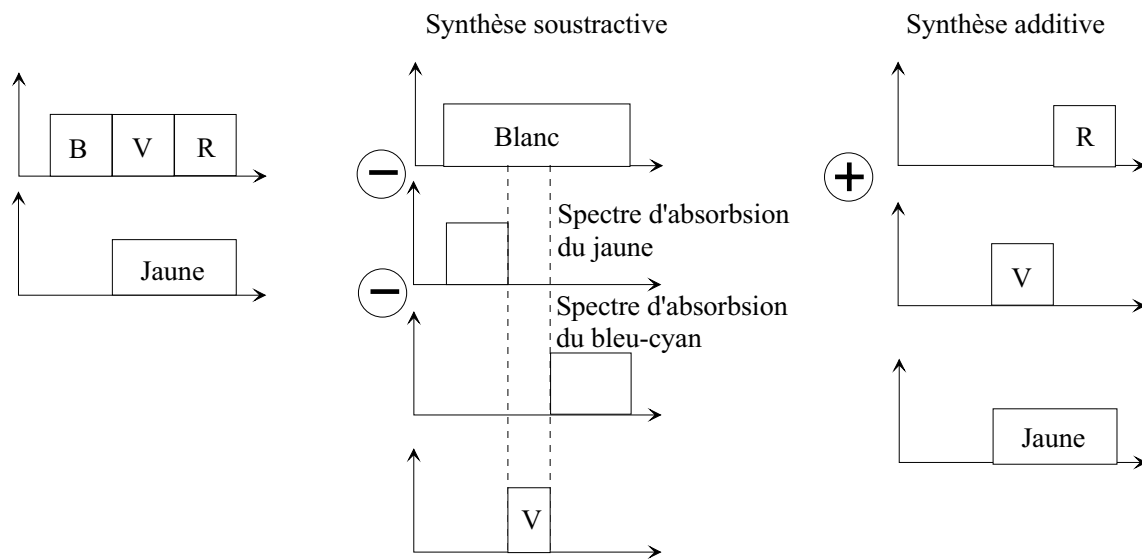 Synthèse soustractive
Synthèse additive
B V R
Jaune
Blanc
Spectre d'absorbsion
du jaune
Spectre d'absorbsion
du bleu-cyan
V
R
V
Jaune